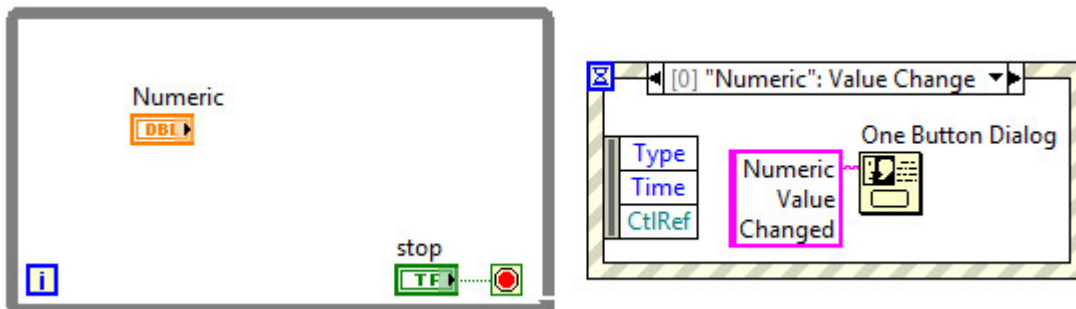 Numeric
DBL
stop
TF
i
[0] "Numeric": Value Change
Type
Time
CtlRef
Numeric
Value
Changed
One Button Dialog